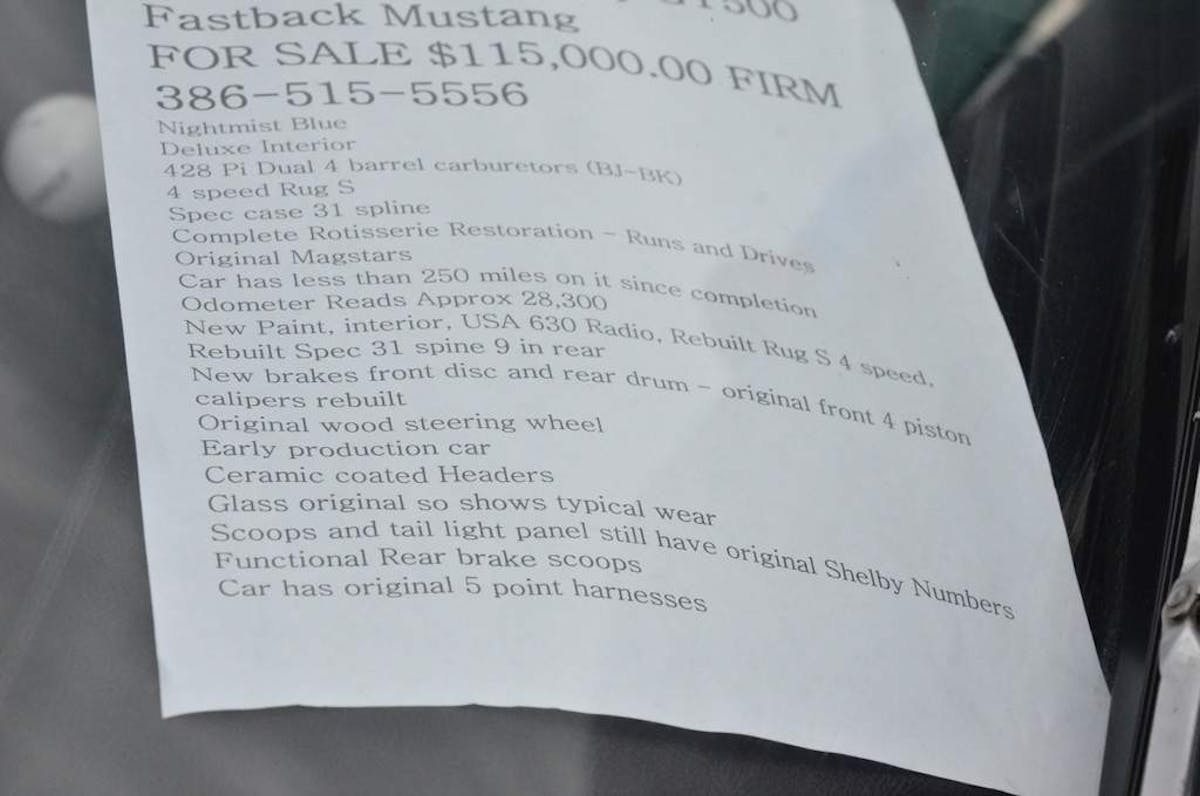 Fastback Mustang
FOR SALE $115,000.00 FIRM
386-515-5556
Nightmist Blue
Deluxe Interior
428 Pi Dual 4 barrel carburetors (BJ-BK)
4 speed Rug S
Spec case 31 spline
Complete Rotisserie Restoration - Runs and Drives
Original Magstars
Car has less than 250 miles on it since completion
Odometer Reads Approx 28,300
New Paint, interior, USA 630 Radio, Rebuilt Rug S 4 speed,
Rebuilt Spec 31 spine 9 in rear
New brakes front disc and rear drum - original front 4 piston
calipers rebuilt
Original wood steering wheel
Early production car
Ceramic coated Headers
Glass original so shows typical wear
Scoops and tail light panel still have original Shelby Numbers
Functional Rear brake scoops
Car has original 5 point harnesses